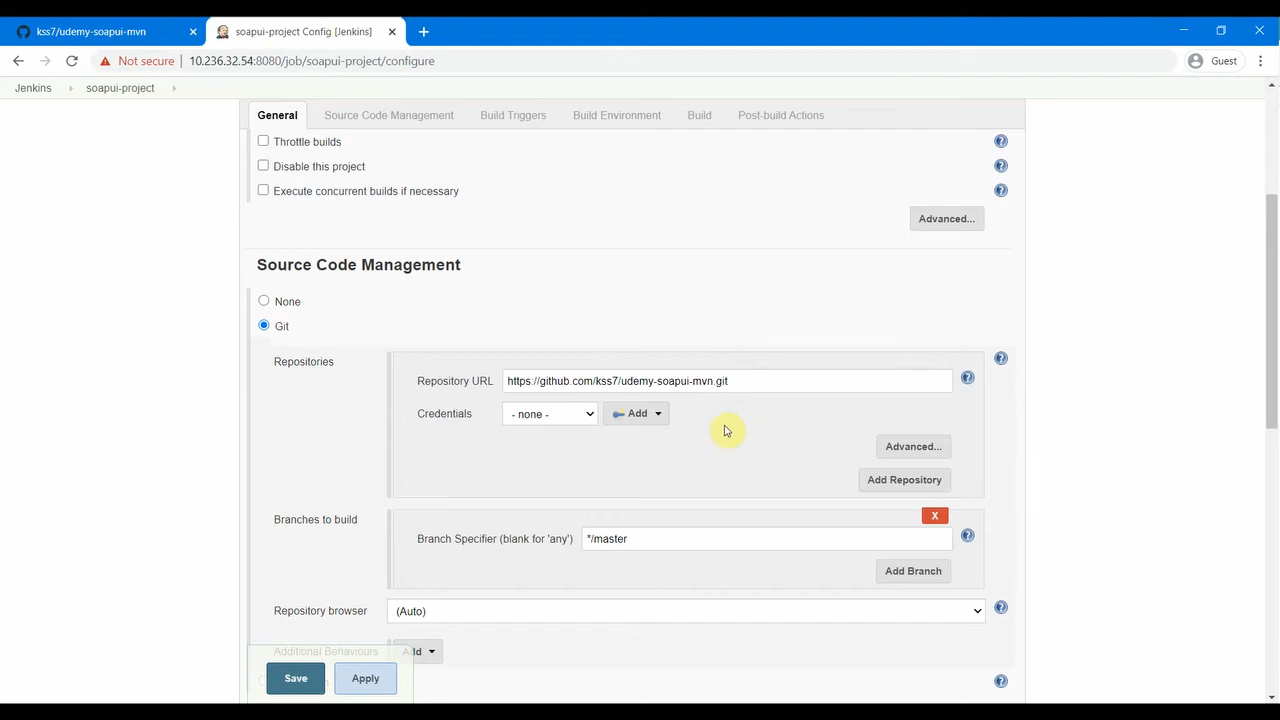 kss7/udemy-soapui-mvn
soapui-project Config [Jenkins]
Not secure
10.236.32.54:8080/job/soapui-project/configure
Guest
Jenkins
soapui-project
General
Source Code Management
Build Triggers
Build Environment
Build
Post-build Actions
Throttle builds
Disable this project
Execute concurrent builds if necessary
Advanced...
Source Code Management
None
Git
Repositories
Repository URL
https://github.com/kss7/udemy-soapui-mvn.git
Credentials
- none -
Add
Advanced...
Add Repository
Branches to build
X
Branch Specifier (blank for 'any')
*/master
Add Branch
Repository browser
(Auto)
Additional Behaviours
Add
Save
Apply